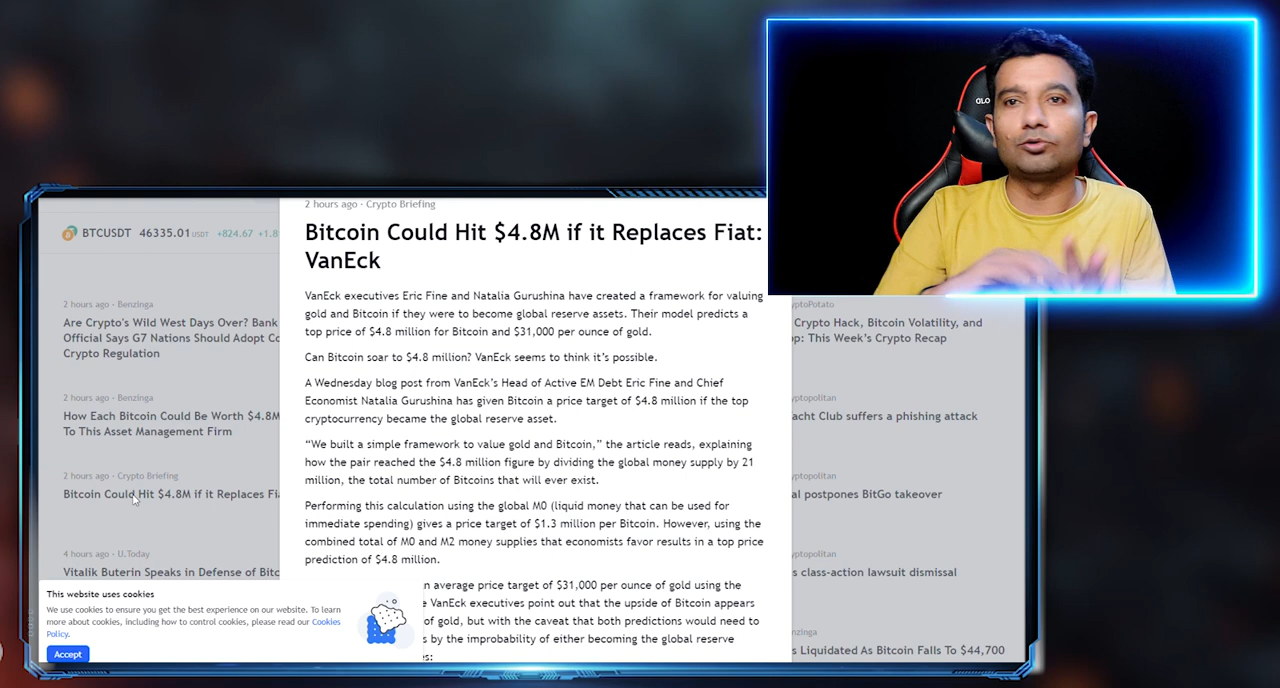 DLO
2 hours ago - Crypto Briefing
Bitcoin Could Hit $4.8M if it Replaces Fiat:
VanEck
VanEck executives Eric Fine and Natalia Gurushina have created a framework for valuing
gold and Bitcoin if they were to become global reserve assets. Their model predicts a
top price of $4.8 million for Bitcoin and $31,000 per ounce of gold.
Can Bitcoin soar to $4.8 million? VanEck seems to think it’s possible.
A Wednesday blog post from VanEck’s Head of Active EM Debt Eric Fine and Chief
Economist Natalia Gurushina has given Bitcoin a price target of $4.8 million if the top
cryptocurrency became the global reserve asset.
“We built a simple framework to value gold and Bitcoin,” the article reads, explaining
how the pair reached the $4.8 million figure by dividing the global money supply by 21
million, the total number of Bitcoins that will ever exist.
Performing this calculation using the global M0 (liquid money that can be used for
immediate spending) gives a price target of $1.3 million per Bitcoin. However, using the
combined total of M0 and M2 money supplies that economists favor results in a top price
prediction of $4.8 million.
n average price target of $31,000 per ounce of gold using the
e VanEck executives point out that the upside of Bitcoin appears
of gold, but with the caveat that both predictions would need to
s by the improbability of either becoming the global reserve
es:
BTCUSDT 46335.01 USDT +824.67 +1.8
2 hours ago - Benzinga
Are Crypto's Wild West Days Over? Bank
Official Says G7 Nations Should Adopt Co
Crypto Regulation
2 hours ago - Benzinga
How Each Bitcoin Could Be Worth $4.8M
To This Asset Management Firm
2 hours ago - Crypto Briefing
Bitcoin Could Hit $4.8M if it Replaces Fia
4 hours ago - U.Today
Vitalik Buterin Speaks in Defense of Bitc
This website uses cookies
We use cookies to ensure you get the best experience on our website. To learn
more about cookies, including how to control cookies, please read our Cookies
Policy.
Accept
yptoPotato
Crypto Hack, Bitcoin Volatility, and
op: This Week’s Crypto Recap
yptopolitan
acht Club suffers a phishing attack
yptopolitan
al postpones BitGo takeover
yptopolitan
s class-action lawsuit dismissal
nzinga
s Liquidated As Bitcoin Falls To $44,700